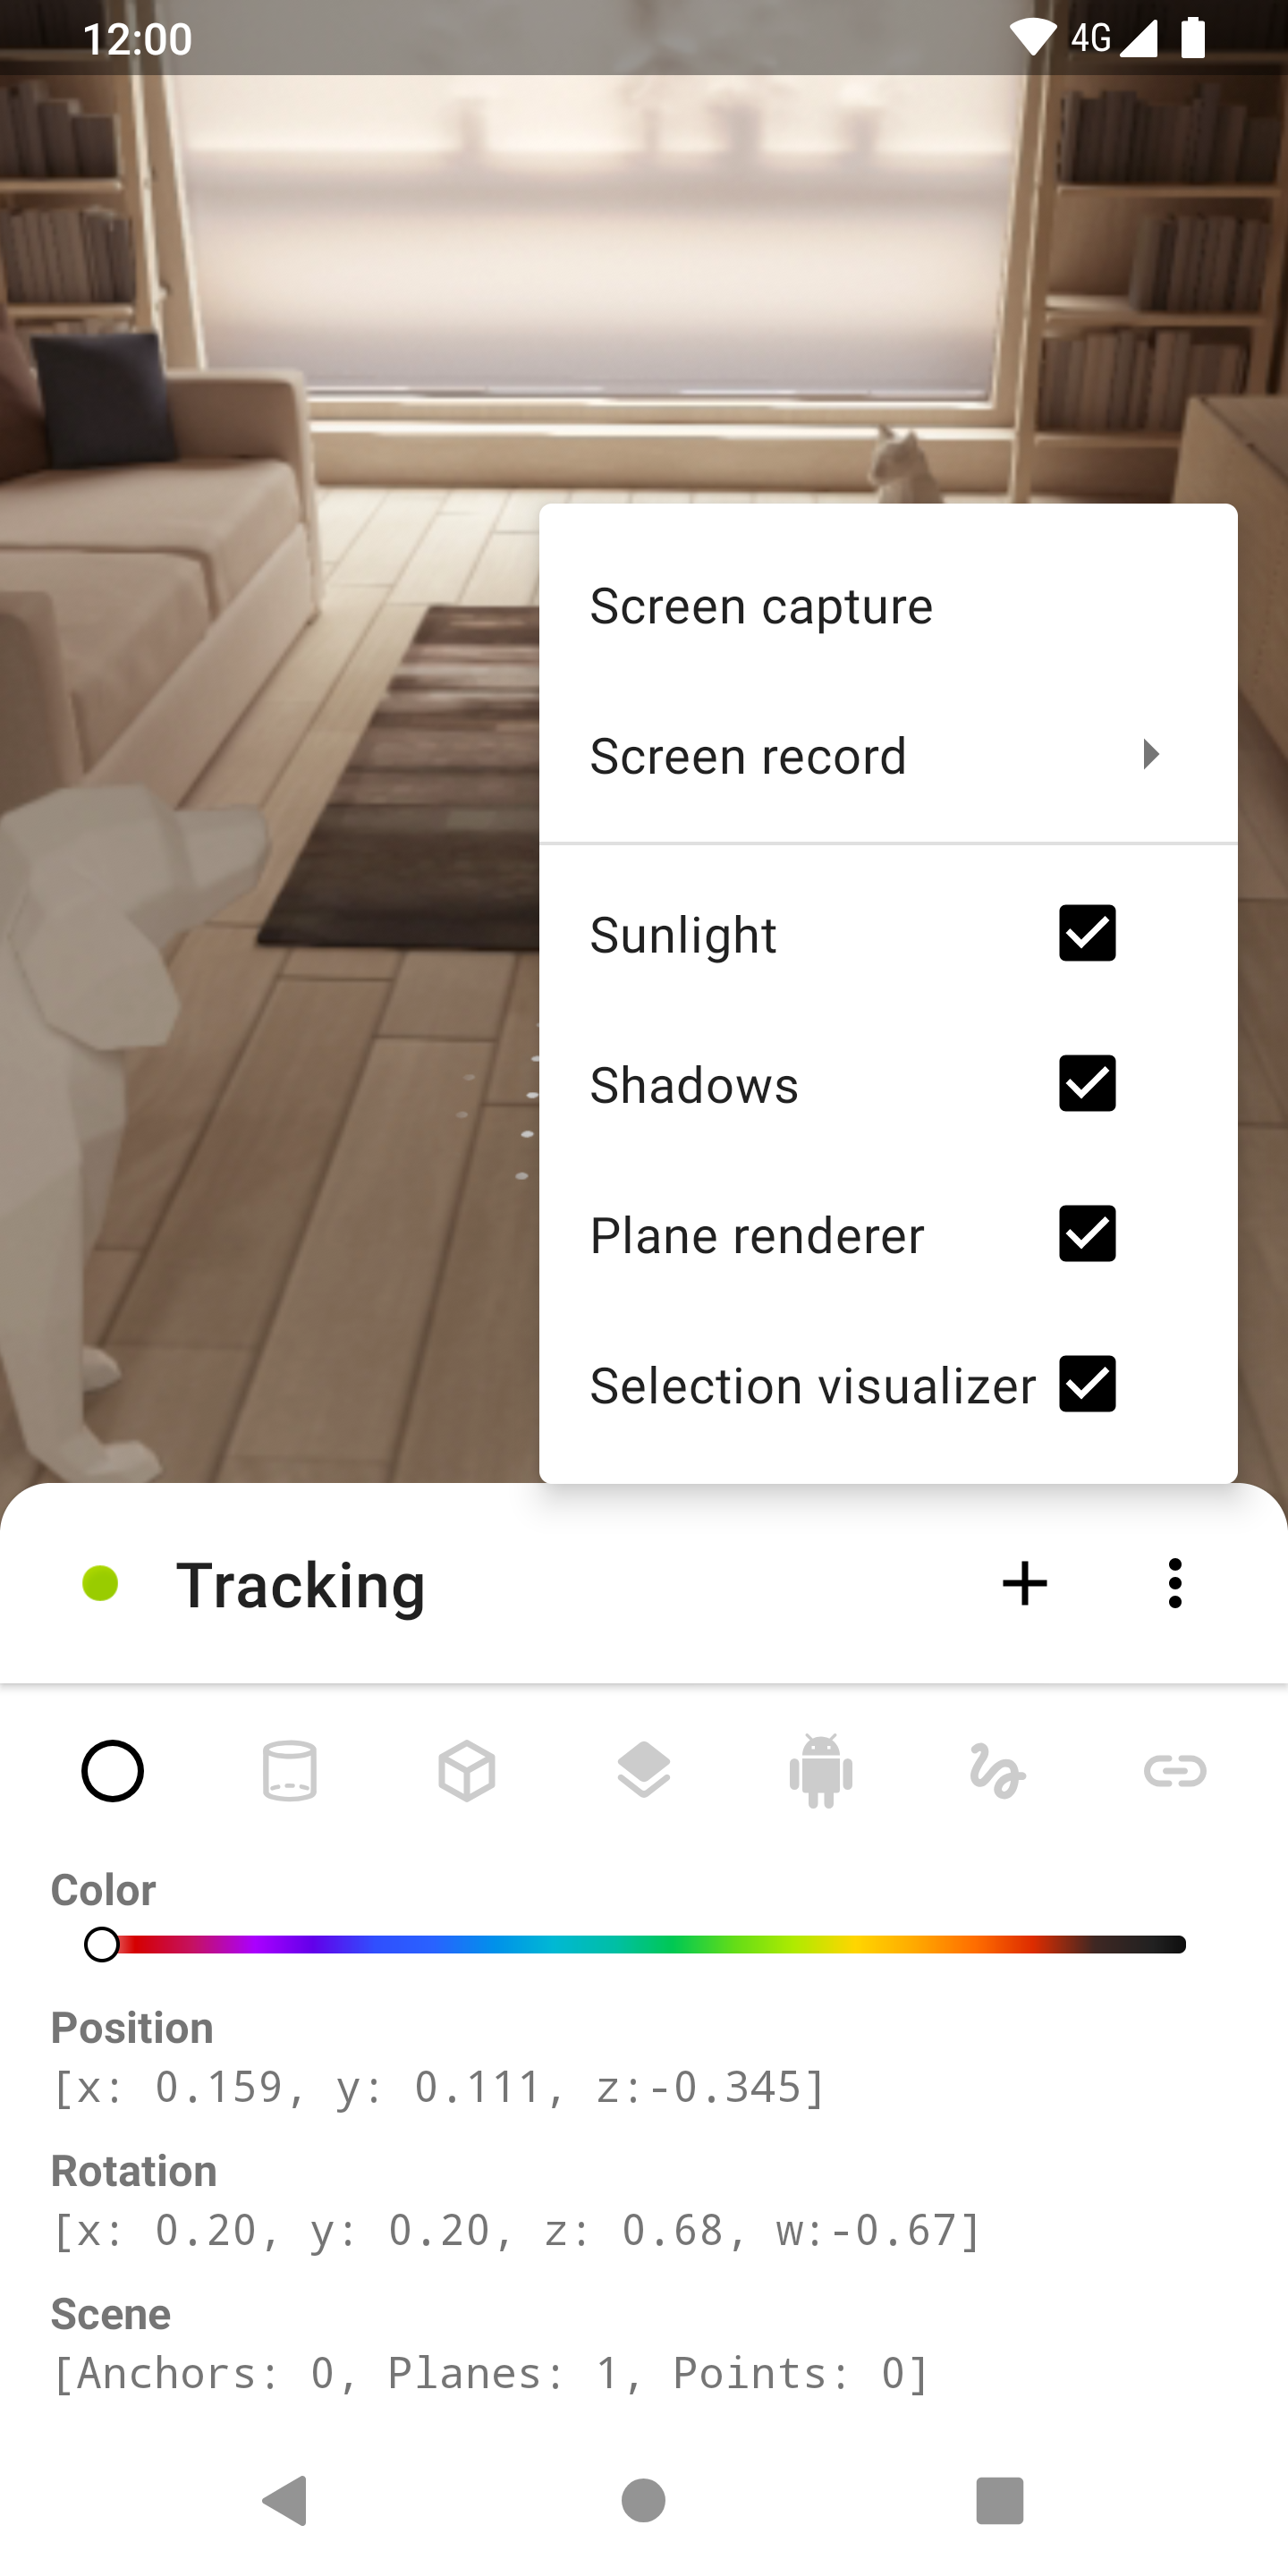 12:00
4G
Screen capture
Screen record
Sunlight
Shadows
Plane renderer
Selection visualizer
Tracking
Color
Position
[x: 0.159, y: 0.111, z:-0.345]
Rotation
[x: 0.20, y: 0.20, z: 0.68, w:-0.67]
Scene
[Anchors: 0, Planes: 1, Points: 0]